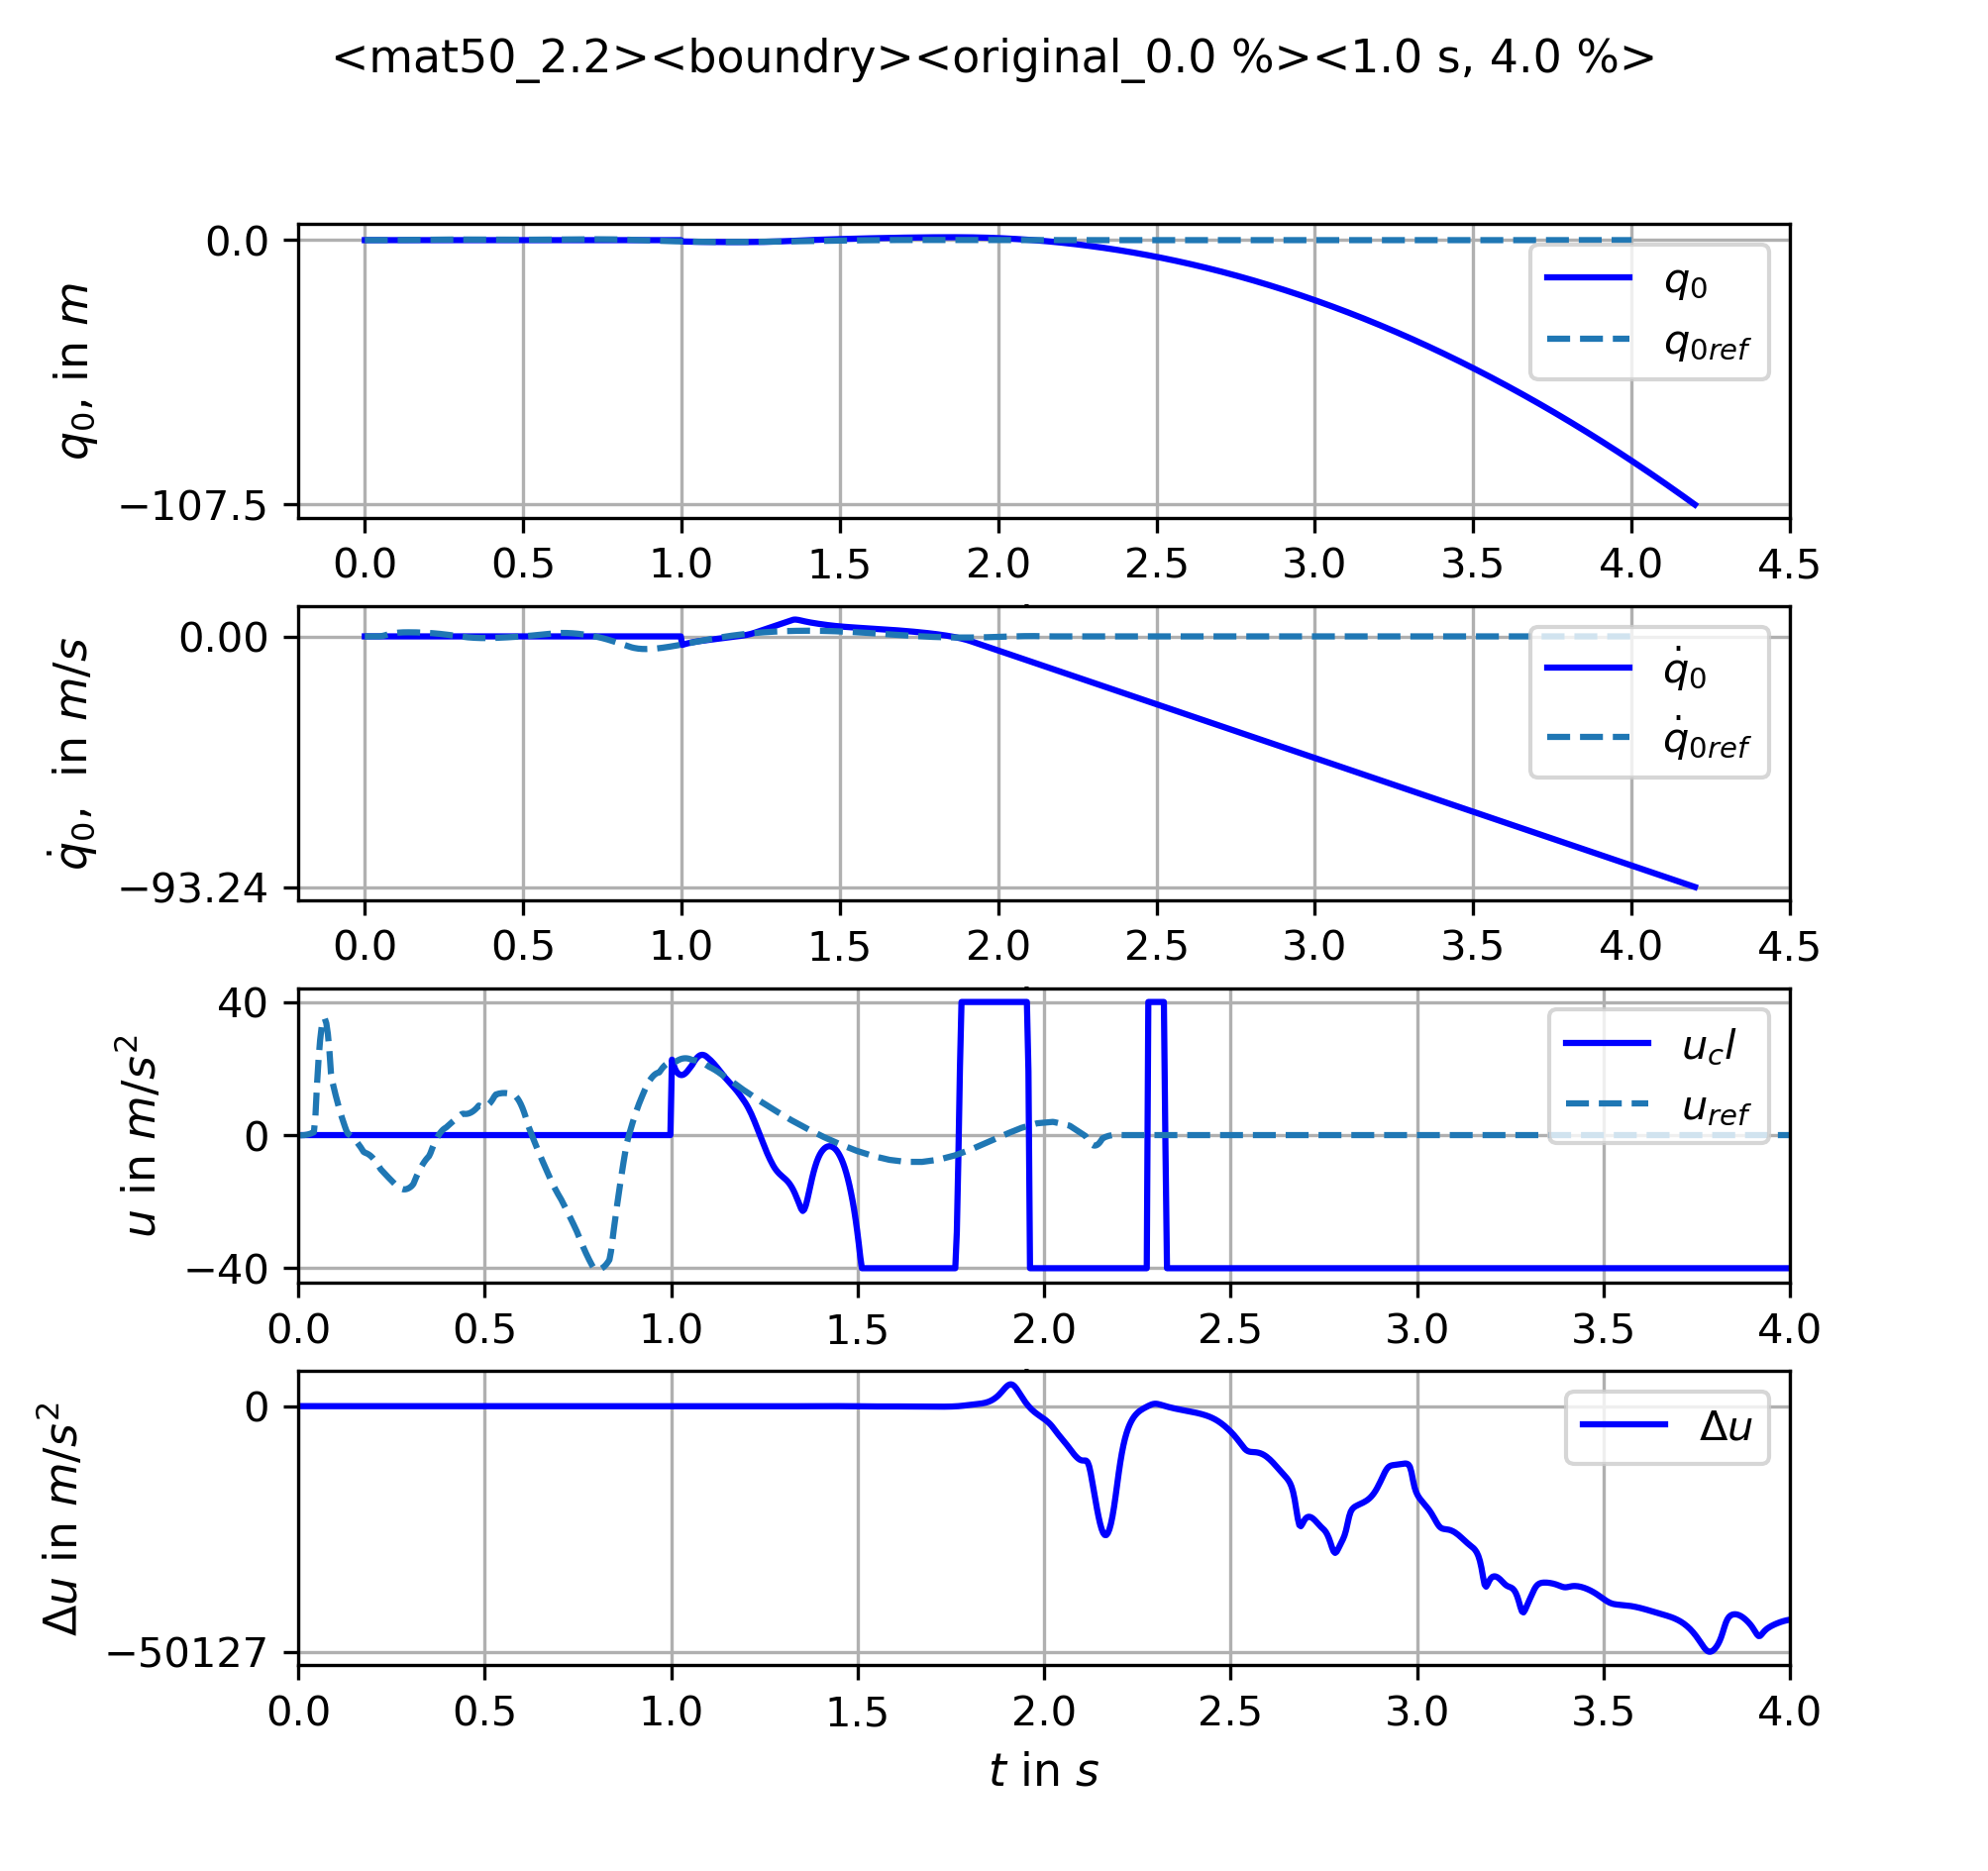 <mat50_2.2><boundry><original_0.0 %><1.0 s, 4.0 %>
q₀, in m
0.0
−107.5
q₀
q₀ref
0.0 0.5 1.0 1.5 2.0 2.5 3.0 3.5 4.0 4.5
q̇₀, in m/s
0.00
−93.24
q̇₀
q̇₀ref
0.0 0.5 1.0 1.5 2.0 2.5 3.0 3.5 4.0 4.5
u in m/s²
40
0
−40
u_cl
u_ref
0.0 0.5 1.0 1.5 2.0 2.5 3.0 3.5 4.0
Δu in m/s²
0
−50127
Δu
0.0 0.5 1.0 1.5 2.0 2.5 3.0 3.5 4.0
t in s